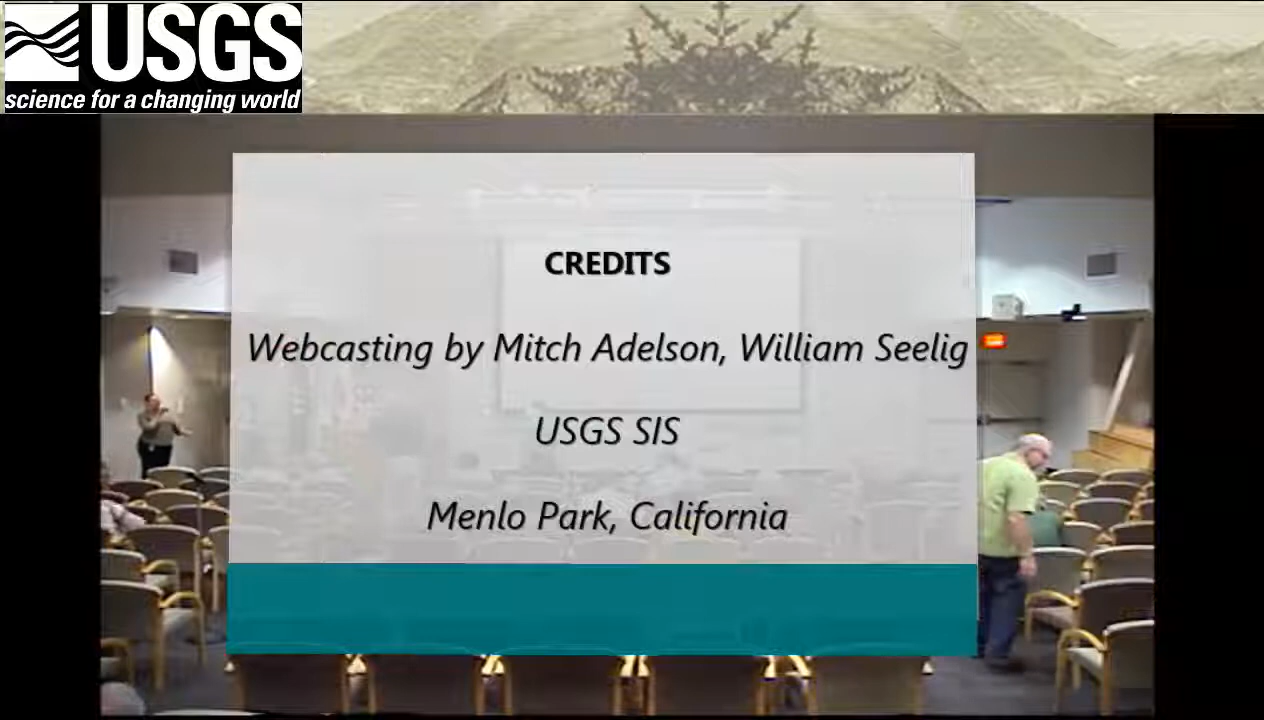 USGS
science for a changing world
CREDITS
Webcasting by Mitch Adelson, William Seelig
USGS SIS
Menlo Park, California